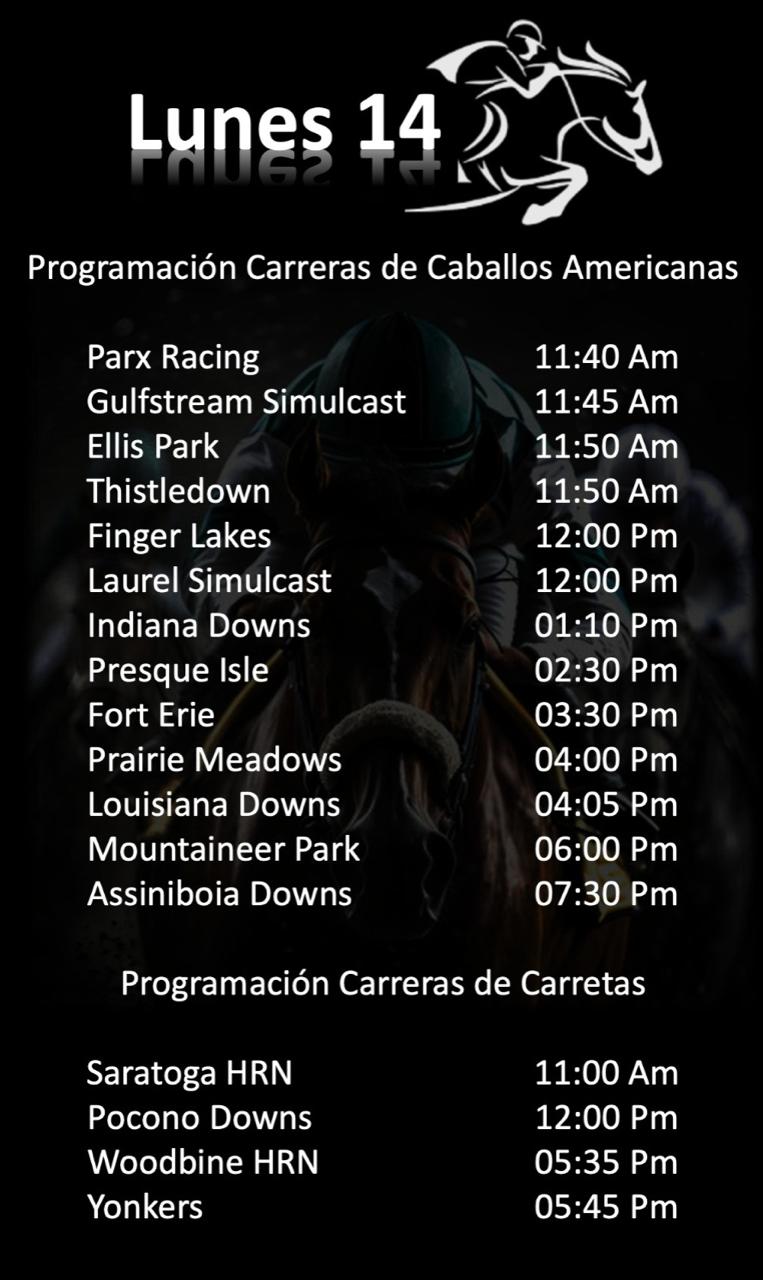 Lunes 14
Programación Carreras de Caballos Americanas
Parx Racing 11:40 Am
Gulfstream Simulcast 11:45 Am
Ellis Park 11:50 Am
Thistledown 11:50 Am
Finger Lakes 12:00 Pm
Laurel Simulcast 12:00 Pm
Indiana Downs 01:10 Pm
Presque Isle 02:30 Pm
Fort Erie 03:30 Pm
Prairie Meadows 04:00 Pm
Louisiana Downs 04:05 Pm
Mountaineer Park 06:00 Pm
Assiniboia Downs 07:30 Pm
Programación Carreras de Carretas
Saratoga HRN 11:00 Am
Pocono Downs 12:00 Pm
Woodbine HRN 05:35 Pm
Yonkers 05:45 Pm